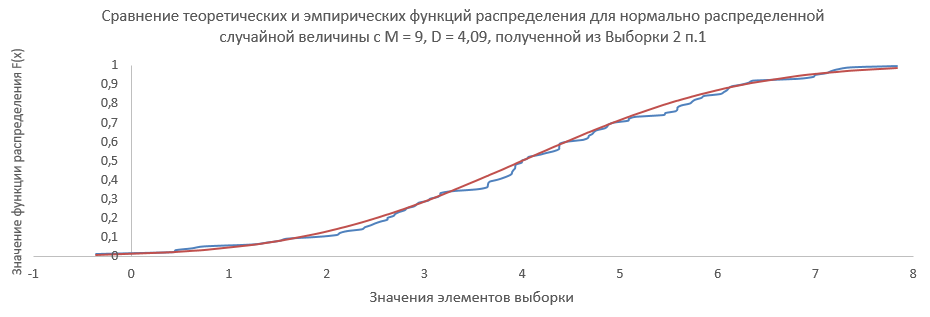 Сравнение теоретических и эмпирических функций распределения для нормально распределенной
случайной величины с M = 9, D = 4,09, полученной из Выборки 2 п.1
Значение функции распределения F(x)
1
0,9
0,8
0,7
0,6
0,5
0,4
0,3
0,2
0,1
0
-1 0 1 2 3 4 5 6 7 8
Значения элементов выборки